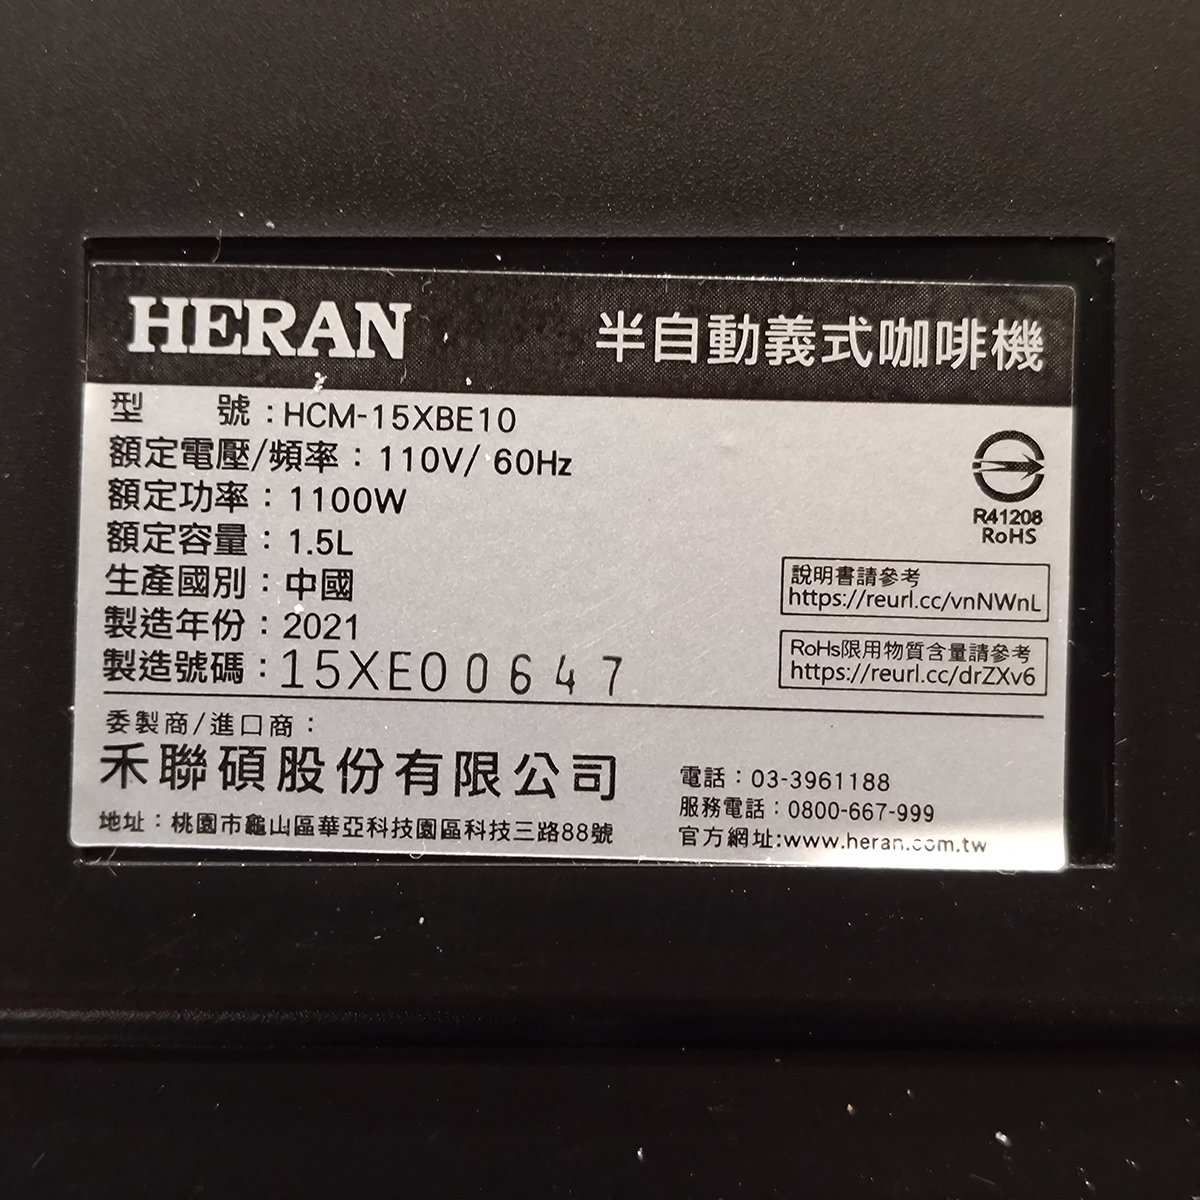 HERAN 半自動義式咖啡機
型 號：HCM-15XBE10
額定電壓/頻率：110V/ 60Hz
額定功率：1100W
額定容量：1.5L
生產國別：中國
製造年份：2021
製造號碼：15XE00647
R41208
RoHS
說明書請參考
https://reurl.cc/vnNWnL
RoHs限用物質含量請參考
https://reurl.cc/drZXv6
委製商/進口商：
禾聯碩股份有限公司
地址：桃園市龜山區華亞科技園區科技三路88號
電話：03-3961188
服務電話：0800-667-999
官方網址:www.heran.com.tw